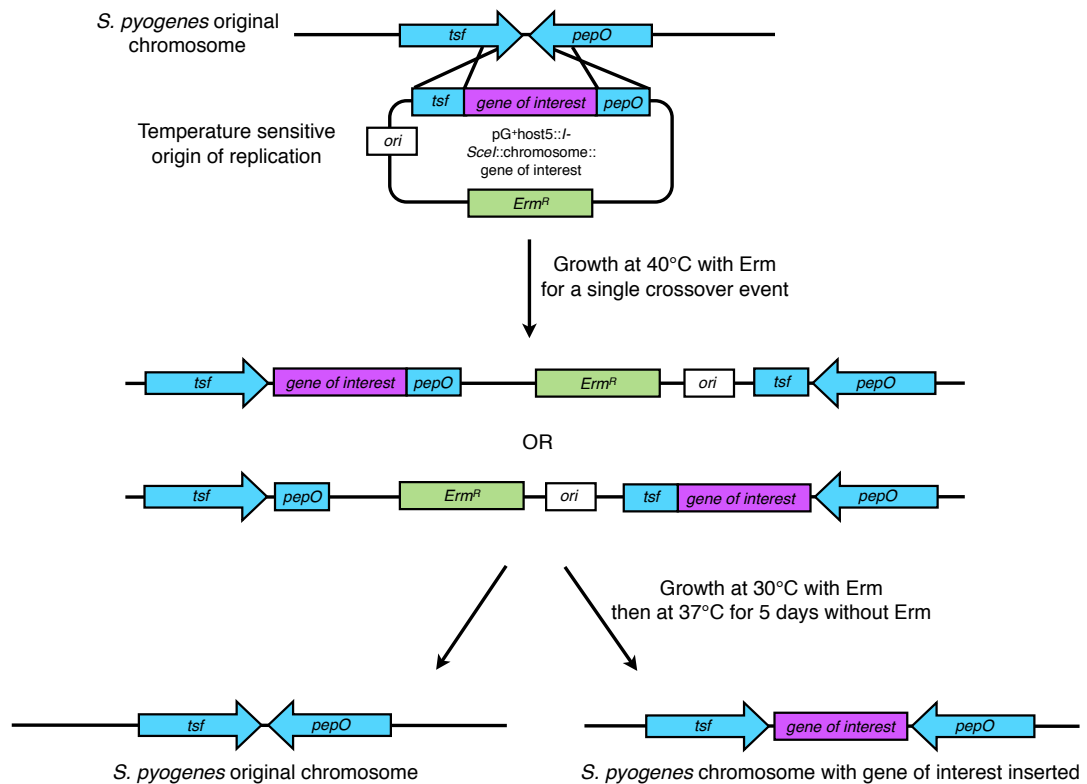 S. pyogenes original
chromosome
tsf
pepO
tsf
gene of interest
pepO
Temperature sensitive
origin of replication
ori
pG+host5::I-
SceI::chromosome::
gene of interest
ErmR
Growth at 40°C with Erm
for a single crossover event
tsf
gene of interest
pepO
ErmR
ori
tsf
pepO
OR
tsf
pepO
ErmR
ori
tsf
gene of interest
pepO
Growth at 30°C with Erm
then at 37°C for 5 days without Erm
tsf
pepO
S. pyogenes original chromosome
tsf
gene of interest
pepO
S. pyogenes chromosome with gene of interest inserted